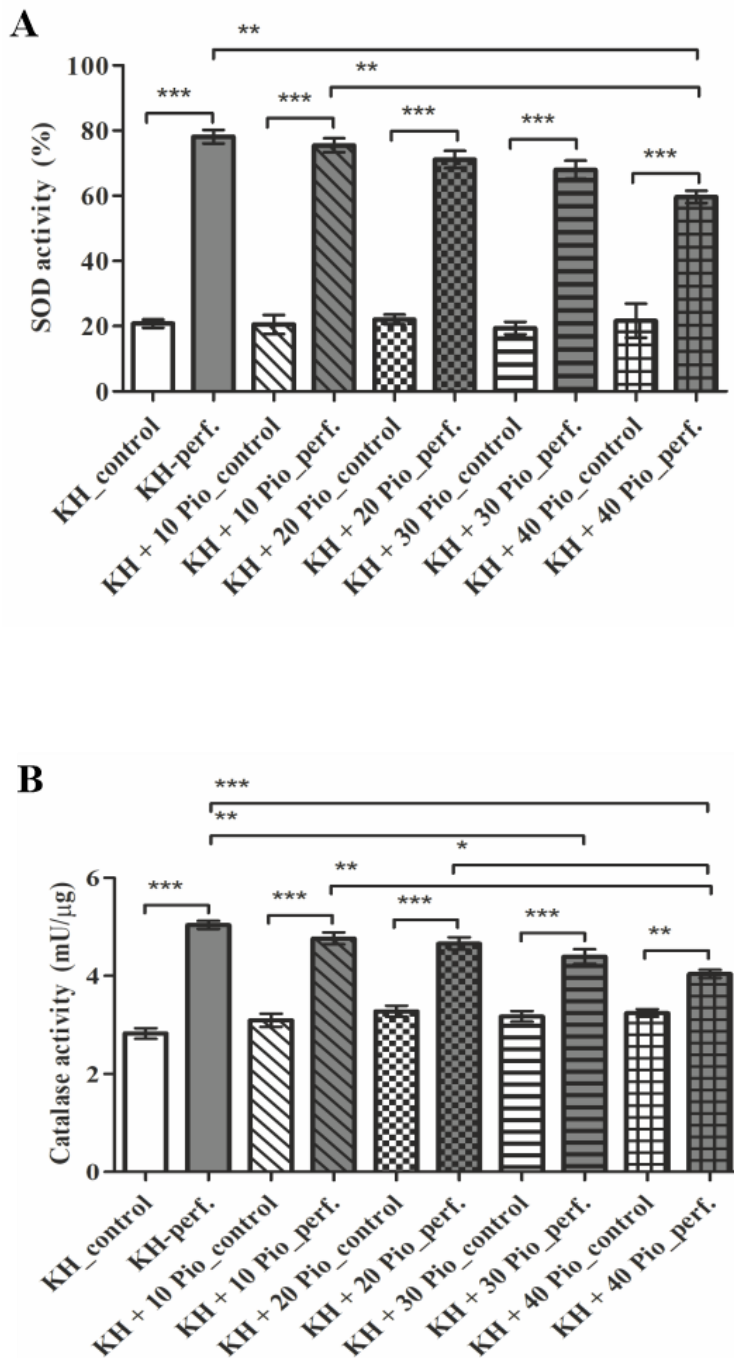 A
**
**
100
***
***
***
***
***
80
60
40
20
0
SOD activity (%)
KH_control
KH-perf.
KH + 10 Pio_control
KH + 10 Pio_perf.
KH + 20 Pio_control
KH + 20 Pio_perf.
KH + 30 Pio_control
KH + 30 Pio_perf.
KH + 40 Pio_control
KH + 40 Pio_perf.
B
***
**
*
**
***
***
***
***
**
6
4
2
0
Catalase activity (mU/μg)
KH_control
KH-perf.
KH + 10 Pio_control
KH + 10 Pio_perf.
KH + 20 Pio_control
KH + 20 Pio_perf.
KH + 30 Pio_control
KH + 30 Pio_perf.
KH + 40 Pio_control
KH + 40 Pio_perf.